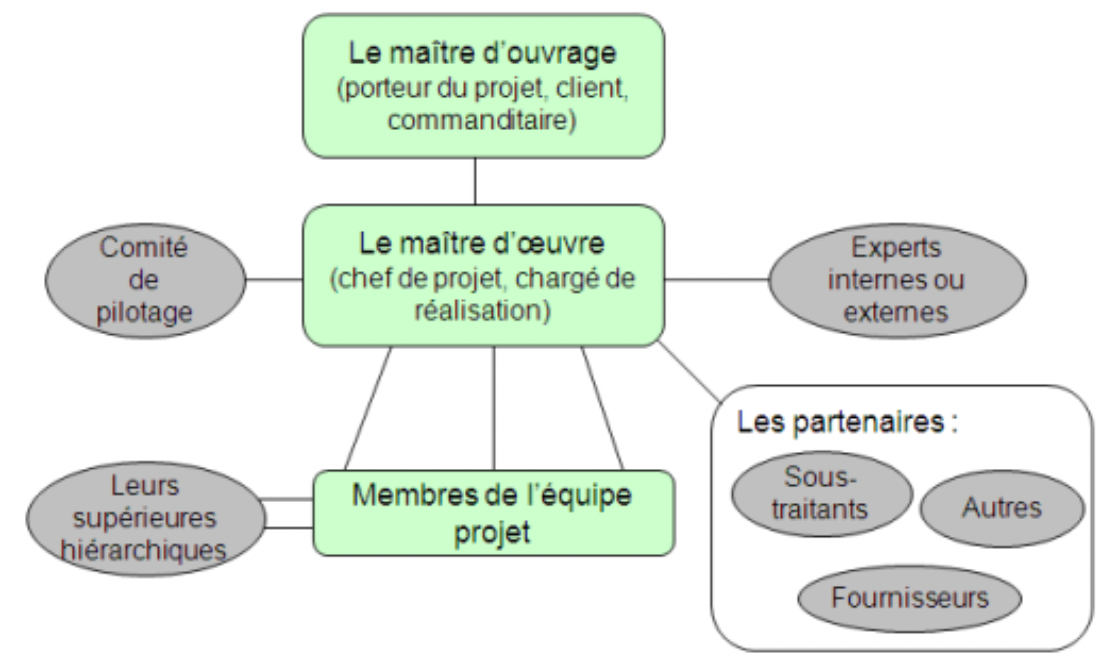 Le maître d'ouvrage
(porteur du projet, client,
commanditaire)
Comité
de
pilotage
Le maître d'œuvre
(chef de projet, chargé de
réalisation)
Experts
internes ou
externes
Leurs
supérieures
hiérarchiques
Membres de l'équipe
projet
Les partenaires :
Sous-
traitants
Autres
Fournisseurs